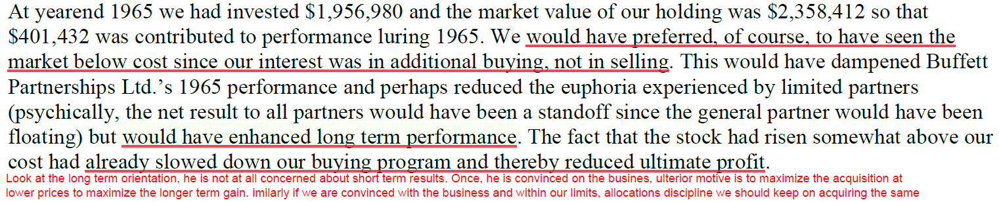 At yearend 1965 we had invested $1,956,980 and the market value of our holding was $2,358,412 so that
$401,432 was contributed to performance luring 1965. We would have preferred, of course, to have seen the
market below cost since our interest was in additional buying, not in selling. This would have dampened Buffett
Partnerships Ltd.’s 1965 performance and perhaps reduced the euphoria experienced by limited partners
(psychically, the net result to all partners would have been a standoff since the general partner would have been
floating) but would have enhanced long term performance. The fact that the stock had risen somewhat above our
cost had already slowed down our buying program and thereby reduced ultimate profit.
Look at the long term orientation, he is not at all concerned about short term results. Once, he is convinced on the busines, ulterior motive is to maximize the acquisition at
lower prices to maximize the longer term gain. imilarly if we are convinced with the business and within our limits, allocations discipline we should keep on acquiring the same